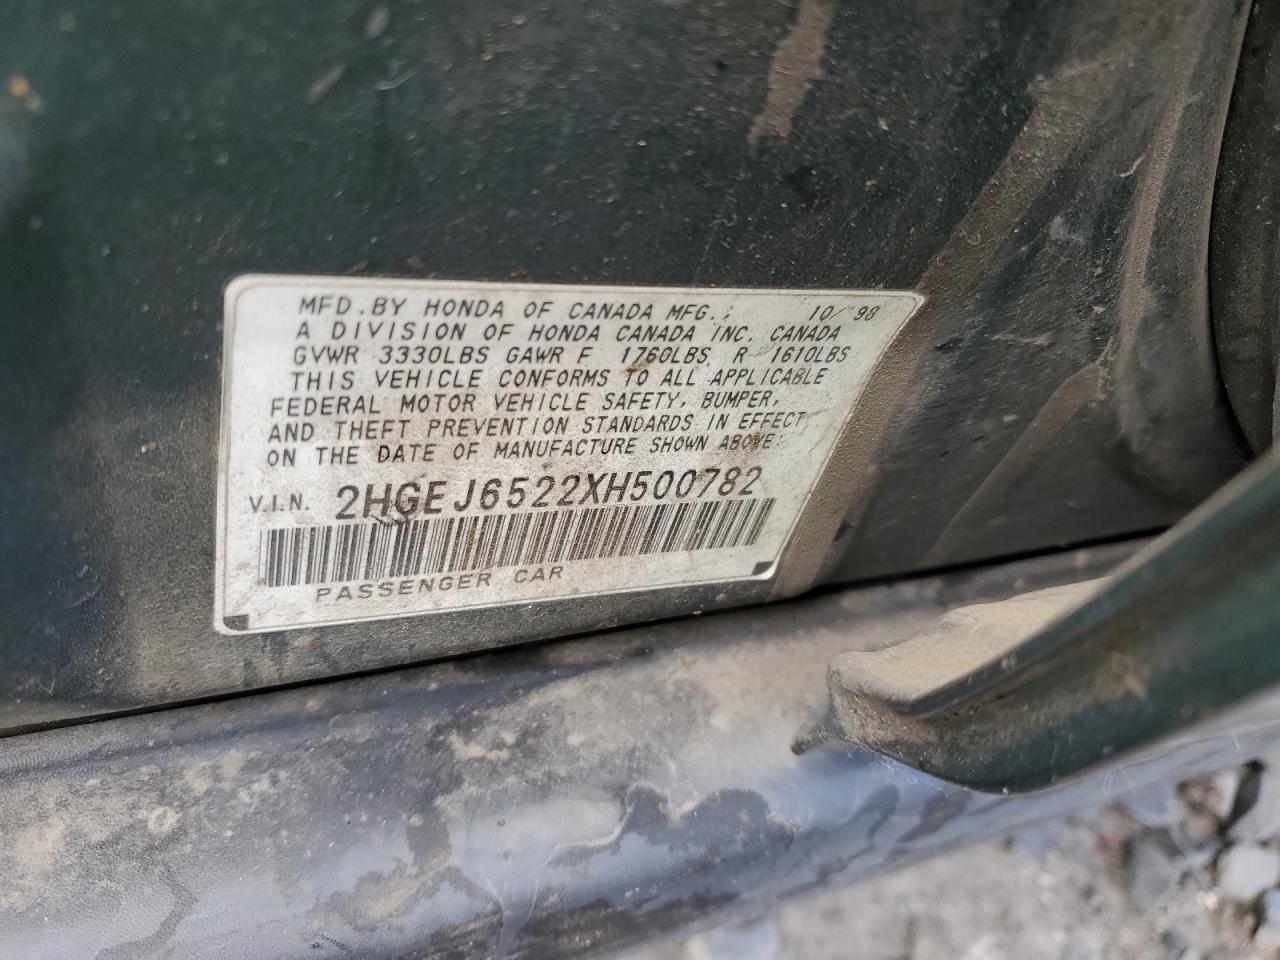 MFD. BY HONDA OF CANADA MFG.; 10/98
A DIVISION OF HONDA CANADA INC. CANADA
GVWR 3330LBS GAWR F 1760LBS, R 1610LBS
THIS VEHICLE CONFORMS TO ALL APPLICABLE
FEDERAL MOTOR VEHICLE SAFETY, BUMPER,
AND THEFT PREVENTION STANDARDS IN EFFECT
ON THE DATE OF MANUFACTURE SHOWN ABOVE.
V.I.N. 2HGEJ6522XH500782
PASSENGER CAR